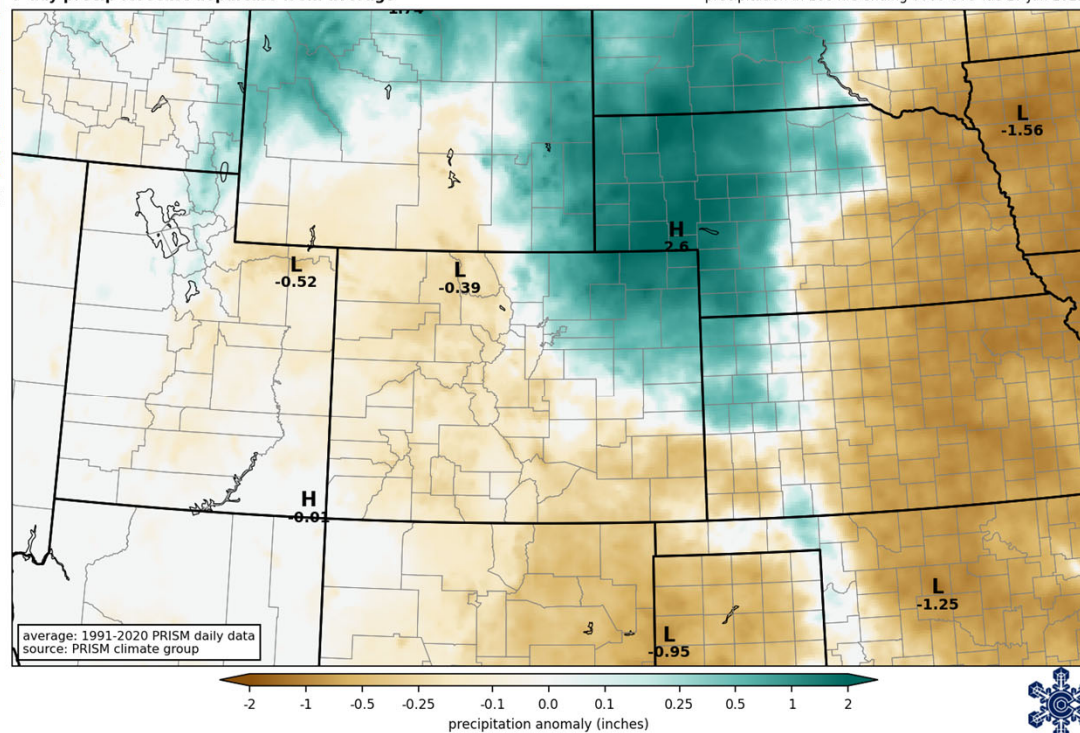 1.74
L
-1.56
H
2.6
L
-0.52
L
-0.39
H
-0.01
L
-1.25
L
-0.95
average: 1991-2020 PRISM daily data
source: PRISM climate group
-2 -1 -0.5 -0.25 -0.1 0.0 0.1 0.25 0.5 1 2
precipitation anomaly (inches)